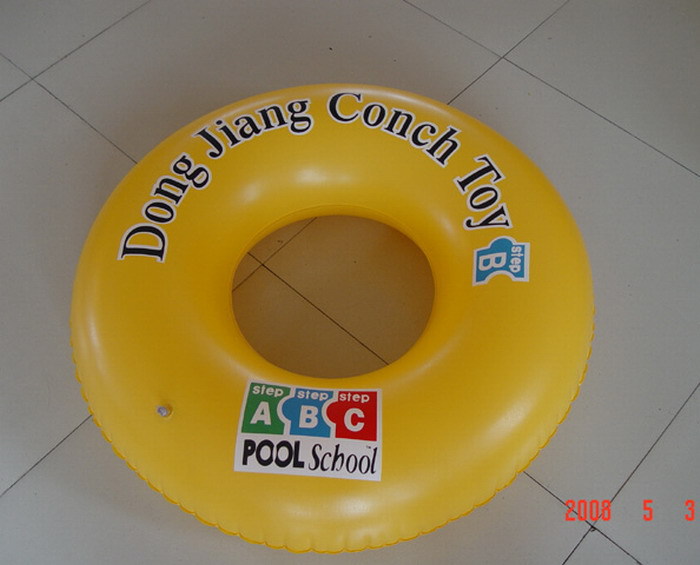 Dong Jiang Conch Toy
step
B
step step step
A B C
POOL School
2008 5 3